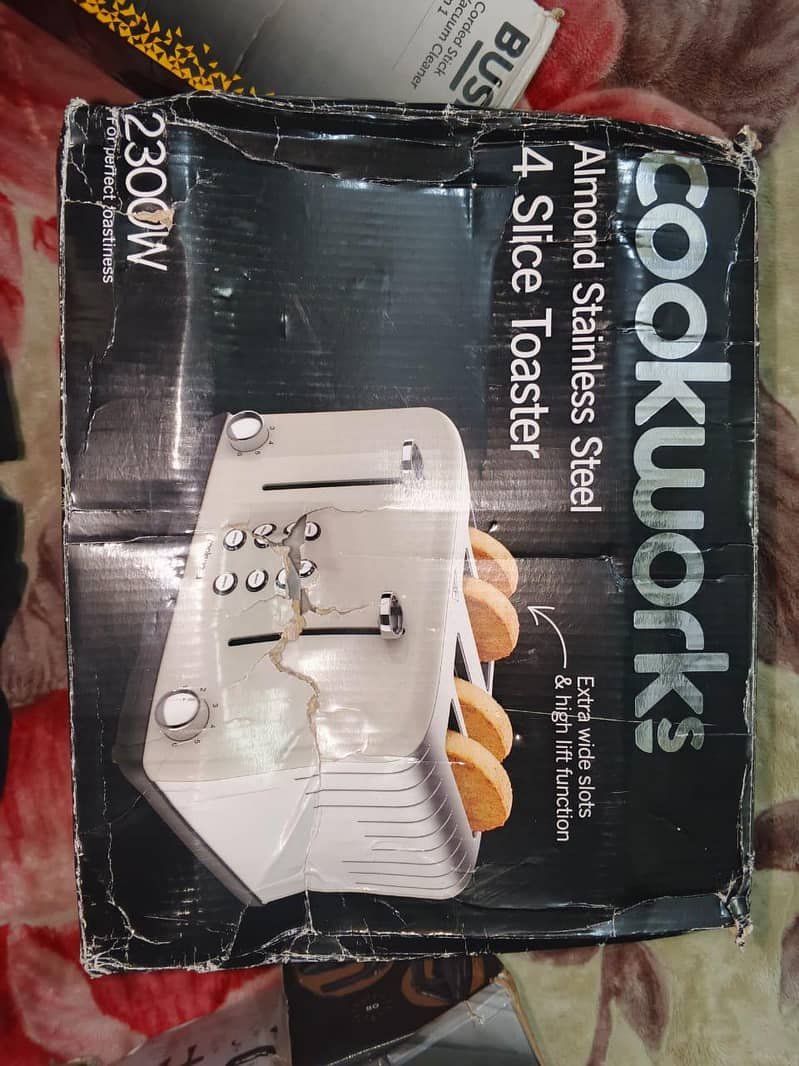 cookworks
Almond Stainless Steel
4 Slice Toaster
Extra wide slots
& high lift function
2300W
For perfect toastiness
BUS
Corded Stick
Vacuum Cleaner